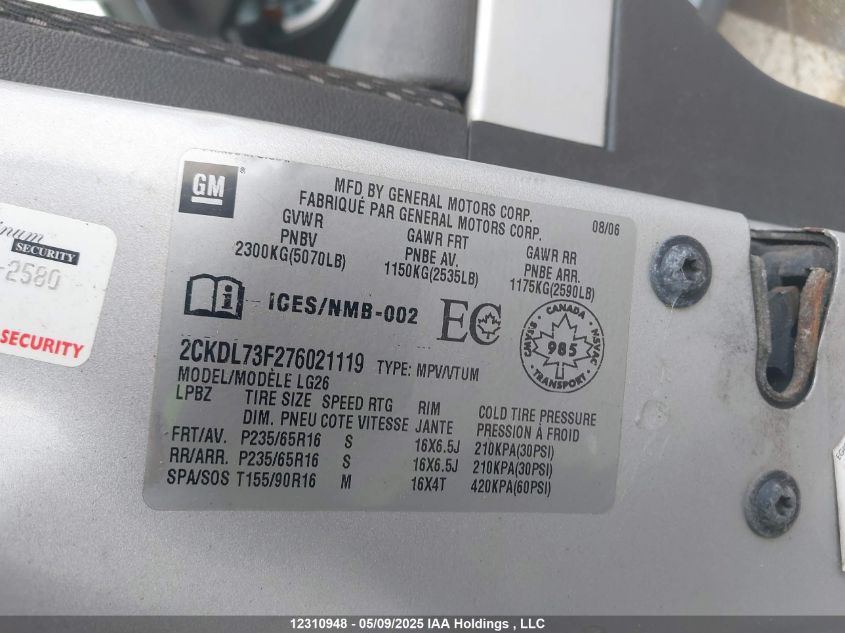 GM®
MFD BY GENERAL MOTORS CORP.
FABRIQUÉ PAR GENERAL MOTORS CORP.
08/06
GVWR GAWR FRT GAWR RR
PNBV PNBE AV. PNBE ARR.
2300KG(5070LB) 1150KG(2535LB) 1175KG(2590LB)
ICES/NMB-002 EC
CANADA
C.M.V.S.S. 985 N.S.V.A.C.
TRANSPORT
2CKDL73F276021119 TYPE: MPV/VTUM
MODEL/MODÈLE LG26
LPBZ TIRE SIZE SPEED RTG RIM COLD TIRE PRESSURE
DIM. PNEU COTE VITESSE JANTE PRESSION À FROID
FRT/AV. P235/65R16 S 16X6.5J 210KPA(30PSI)
RR/ARR. P235/65R16 S 16X6.5J 210KPA(30PSI)
SPA/SOS T155/90R16 M 16X4T 420KPA(60PSI)
SECURITY
-2580
SECURITY
12310948 - 05/09/2025 IAA Holdings , LLC